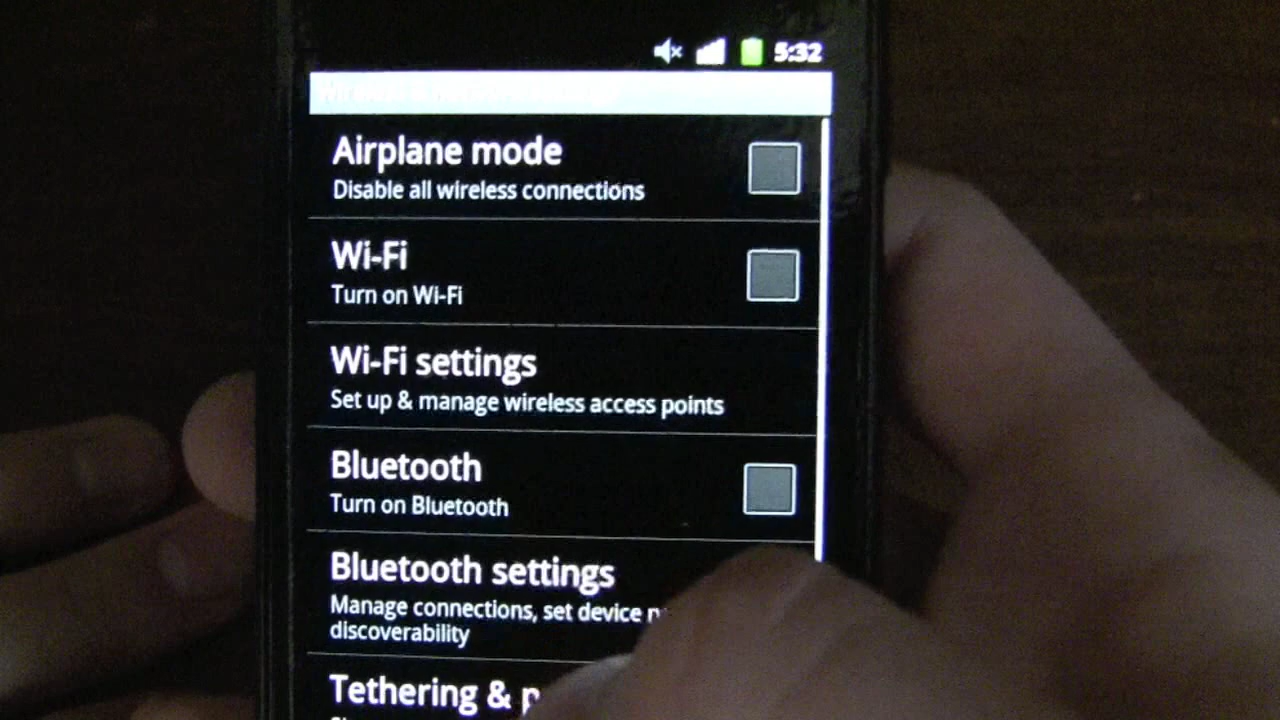 5:32
Airplane mode
Disable all wireless connections
Wi-Fi
Turn on Wi-Fi
Wi-Fi settings
Set up & manage wireless access points
Bluetooth
Turn on Bluetooth
Bluetooth settings
Manage connections, set device
discoverability
Tethering &